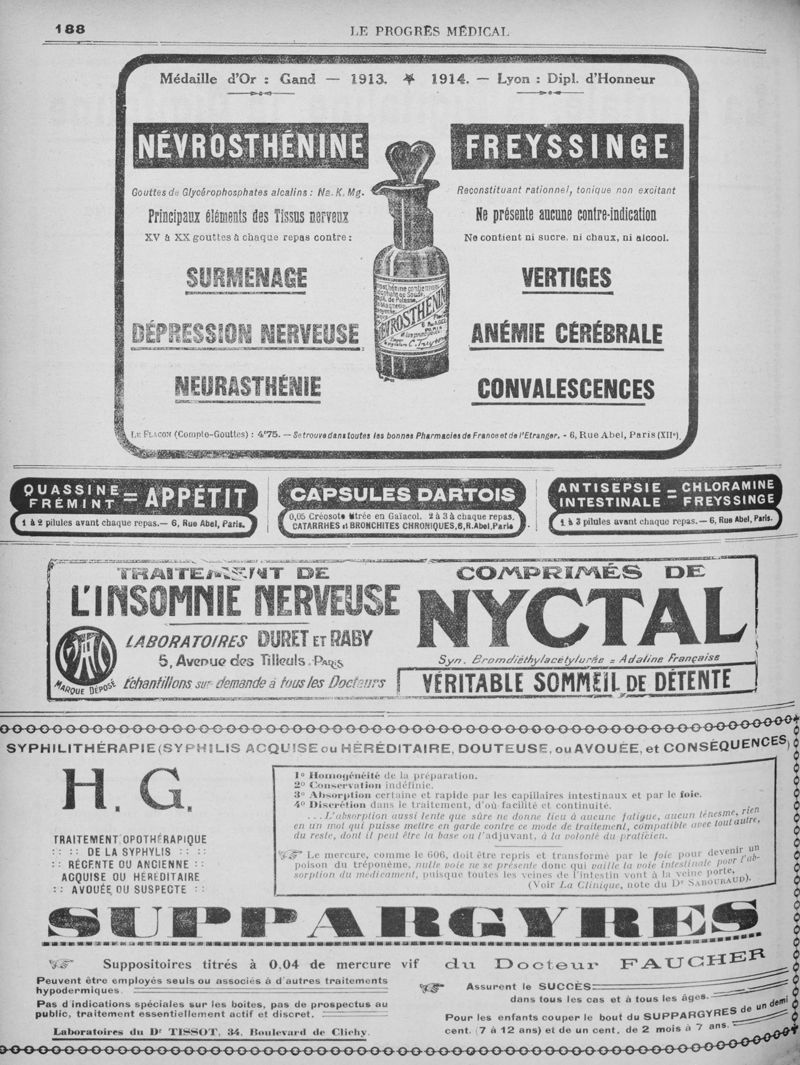 188
LE PROGRÈS MÉDICAL
Médaille d'Or : Gand — 1913. ★ 1914. — Lyon : Dipl. d'Honneur
NÉVROSTHÉNINE
FREYSSINGE
Gouttes de Glycérophosphates alcalins : Na. K. Mg.
Principaux éléments des Tissus nerveux
XV à XX gouttes à chaque repas contre :
Reconstituant rationnel, tonique non excitant
Ne présente aucune contre-indication
Ne contient ni sucre, ni chaux, ni alcool.
SURMENAGE
DÉPRESSION NERVEUSE
NEURASTHÉNIE
VERTIGES
ANÉMIE CÉRÉBRALE
CONVALESCENCES
LE FLACON (Compte-Gouttes) : 4f75. — Se trouve dans toutes les bonnes Pharmacies de France et de l'Etranger. - 6, Rue Abel, Paris (XIIe).
QUASSINE
FRÉMINT = APPÉTIT
1 à 2 pilules avant chaque repas. — 6, Rue Abel, Paris.
CAPSULES DARTOIS
0,05 Créosote titrée en Gaïacol. 2 à 3 à chaque repas.
CATARRHES et BRONCHITES CHRONIQUES, 6, R. Abel, Paris
ANTISEPSIE = CHLORAMINE
INTESTINALE = FREYSSINGE
1 à 3 pilules avant chaque repas. — 6, Rue Abel, Paris.
TRAITEMENT DE
L'INSOMNIE NERVEUSE
LABORATOIRES DURET ET RABY
5, Avenue des Tilleuls. PARIS
MARQUE DÉPOSÉ
Échantillons sur demande à tous les Docteurs
COMPRIMÉS DE
NYCTAL
Syn. Bromdiéthylacétylurée = Adaline Française
VÉRITABLE SOMMEIL DE DÉTENTE
SYPHILITHÉRAPIE (SYPHILIS ACQUISE ou HÉRÉDITAIRE, DOUTEUSE, ou AVOUÉE, et CONSÉQUENCES)
H. G.
TRAITEMENT OPOTHÉRAPIQUE
:: :: DE LA SYPHYLIS :: ::
:: RÉCENTE OU ANCIENNE ::
ACQUISE OU HÉRÉDITAIRE
:: AVOUÉE OU SUSPECTE ::
1o Homogénéité de la préparation.
2o Conservation indéfinie.
3o Absorption certaine et rapide par les capillaires intestinaux et par le foie.
4o Discrétion dans le traitement, d'où facilité et continuité.
... L'absorption aussi lente que sûre ne donne lieu à aucune fatigue, aucun ténesme, rien
en un mot qui puisse mettre en garde contre ce mode de traitement, compatible avec tout autre,
du reste, dont il peut être la base ou l'adjuvant, à la volonté du praticien.
Le mercure, comme le 606, doit être repris et transformé par le foie pour devenir un
poison du tréponème, nulle voie ne se présente donc qui vaille la voie intestinale pour l'ab-
sorption du médicament, puisque toutes les veines de l'intestin vont à la veine porte,
(Voir La Clinique, note du Dr SABOURAUD).
SUPPARGYRES
Suppositoires titrés à 0,04 de mercure vif du Docteur FAUCHER
Peuvent être employés seuls ou associés à d'autres traitements
hypodermiques.
Pas d'indications spéciales sur les boites, pas de prospectus au
public, traitement essentiellement actif et discret.
Laboratoires du Dr TISSOT, 34, Boulevard de Clichy.
Assurent le SUCCÈS
dans tous les cas et à tous les âges.
Pour les enfants couper le bout du SUPPARGYRES de un demi
cent. (7 à 12 ans) et de un cent. de 2 mois à 7 ans.